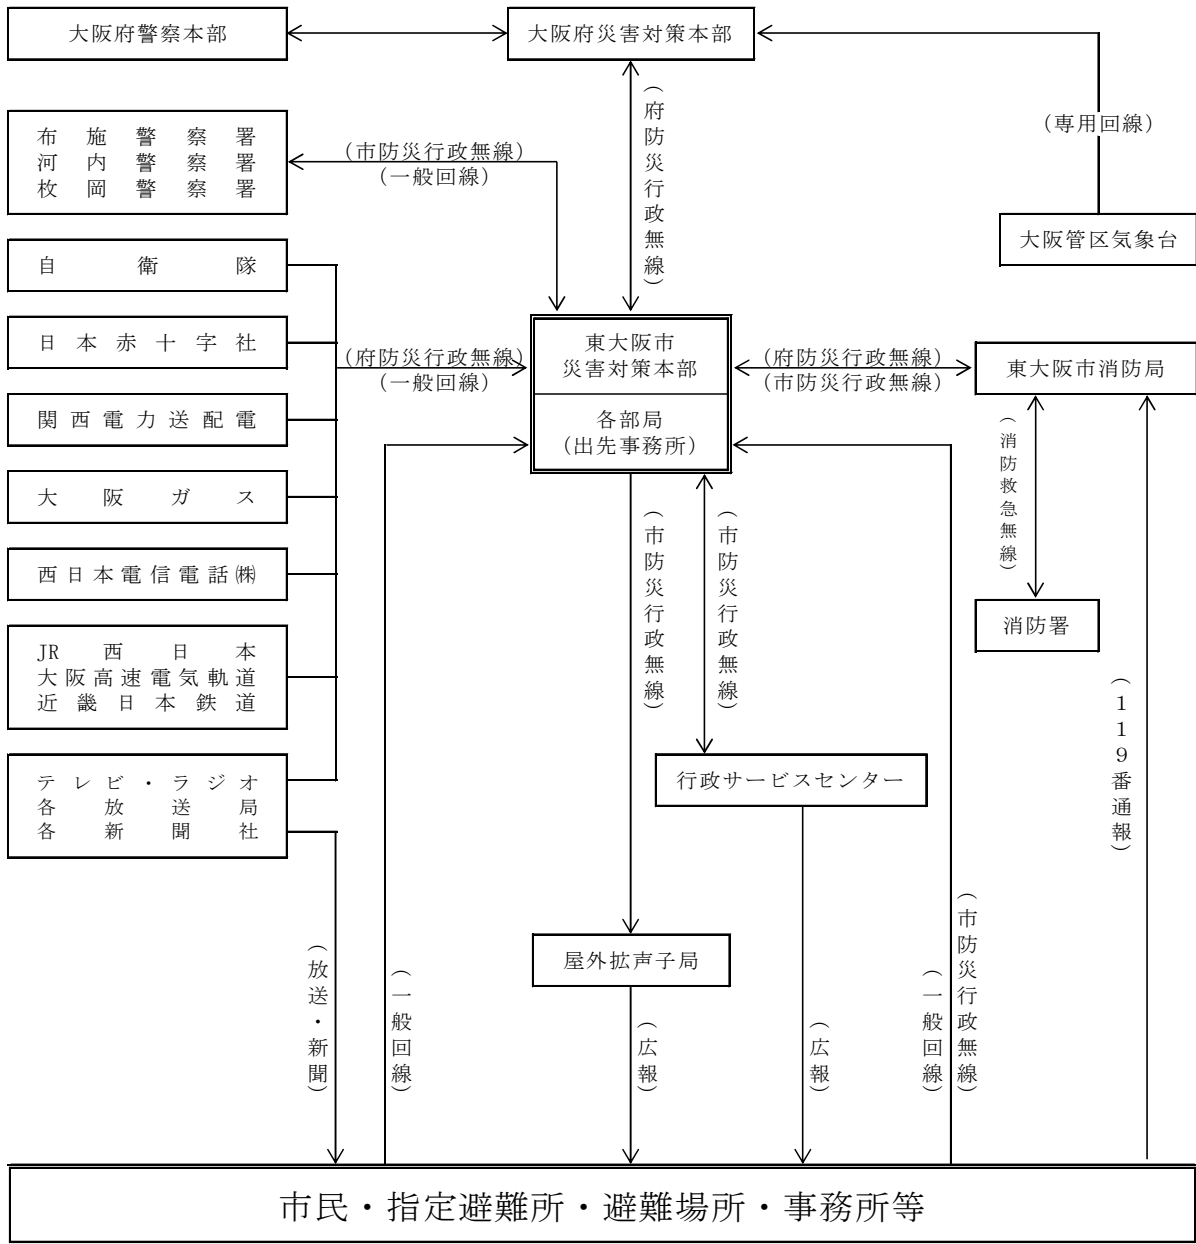 大阪府警察本部
大阪府災害対策本部
(府防災行政無線)
(専用回線)
布施警察署
河内警察署
枚岡警察署
(市防災行政無線)
(一般回線)
大阪管区気象台
自衛隊
日本赤十字社
関西電力送配電
大阪ガス
西日本電信電話㈱
JR西日本
大阪高速電気軌道
近畿日本鉄道
テレビ・ラジオ
各放送局
各新聞社
(府防災行政無線)
(一般回線)
東大阪市
災害対策本部
各部局
(出先事務所)
(府防災行政無線)
(市防災行政無線)
東大阪市消防局
(消防救急無線)
消防署
(119番通報)
(市防災行政無線)
(市防災行政無線)
行政サービスセンター
屋外拡声子局
(放送・新聞)
(一般回線)
(広報)
(広報)
(一般回線)
(市防災行政無線)
市民・指定避難所・避難場所・事務所等